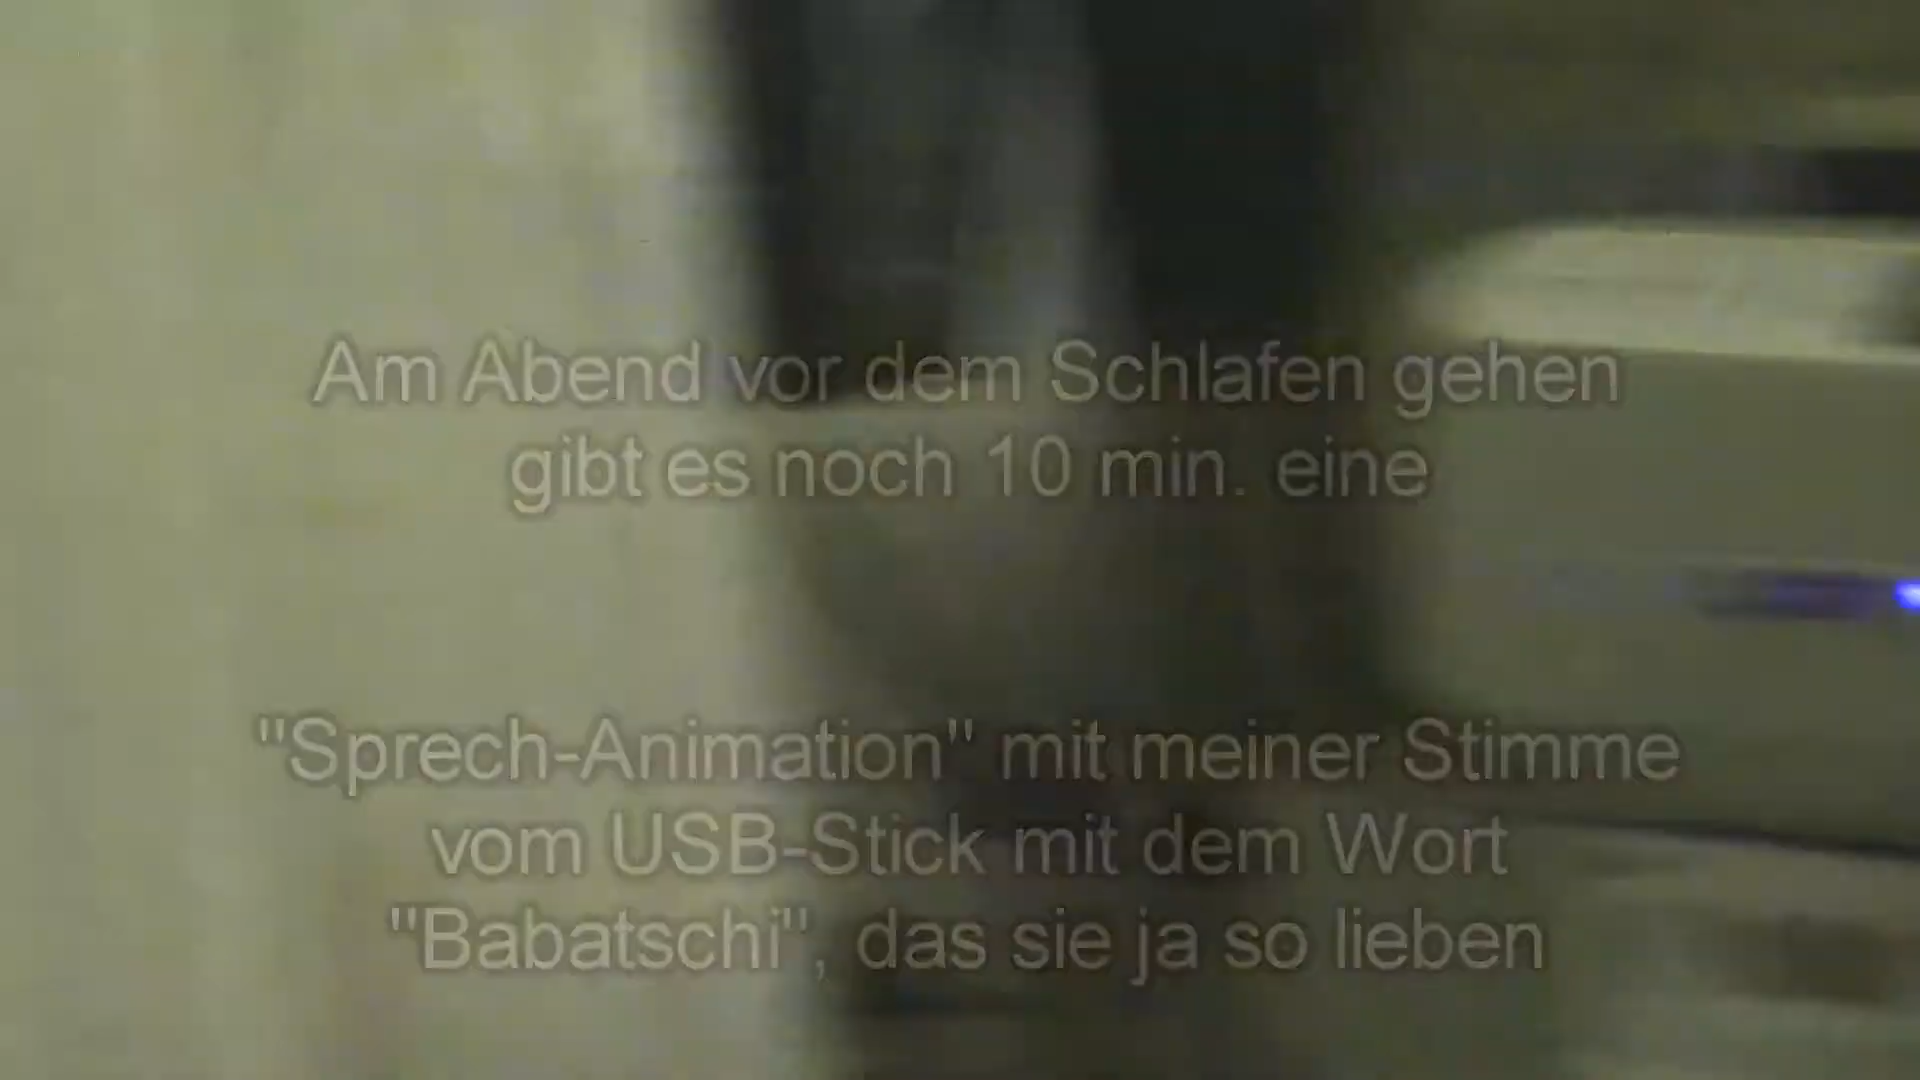 Am Abend vor dem Schlafen gehen
gibt es noch 10 min. eine
"Sprech-Animation" mit meiner Stimme
vom USB-Stick mit dem Wort
"Babatschi", das sie ja so lieben